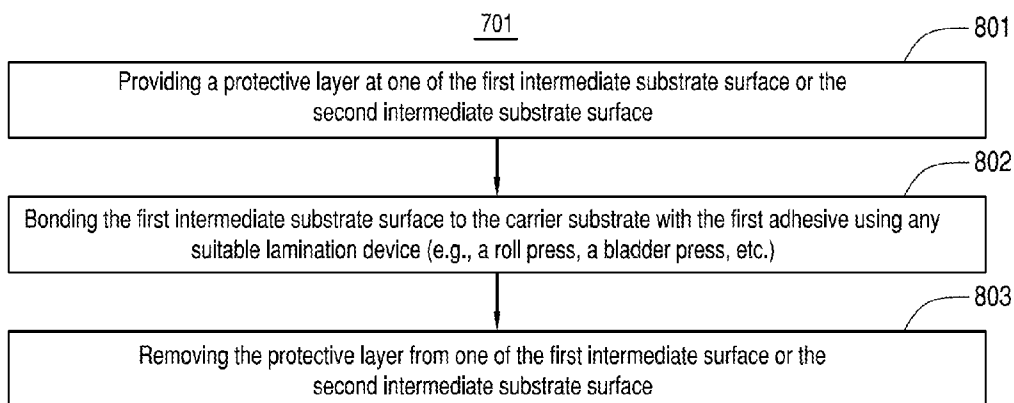 701
801
Providing a protective layer at one of the first intermediate substrate surface or the
second intermediate substrate surface
802
Bonding the first intermediate substrate surface to the carrier substrate with the first adhesive using any
suitable lamination device (e.g., a roll press, a bladder press, etc.)
803
Removing the protective layer from one of the first intermediate surface or the
second intermediate substrate surface